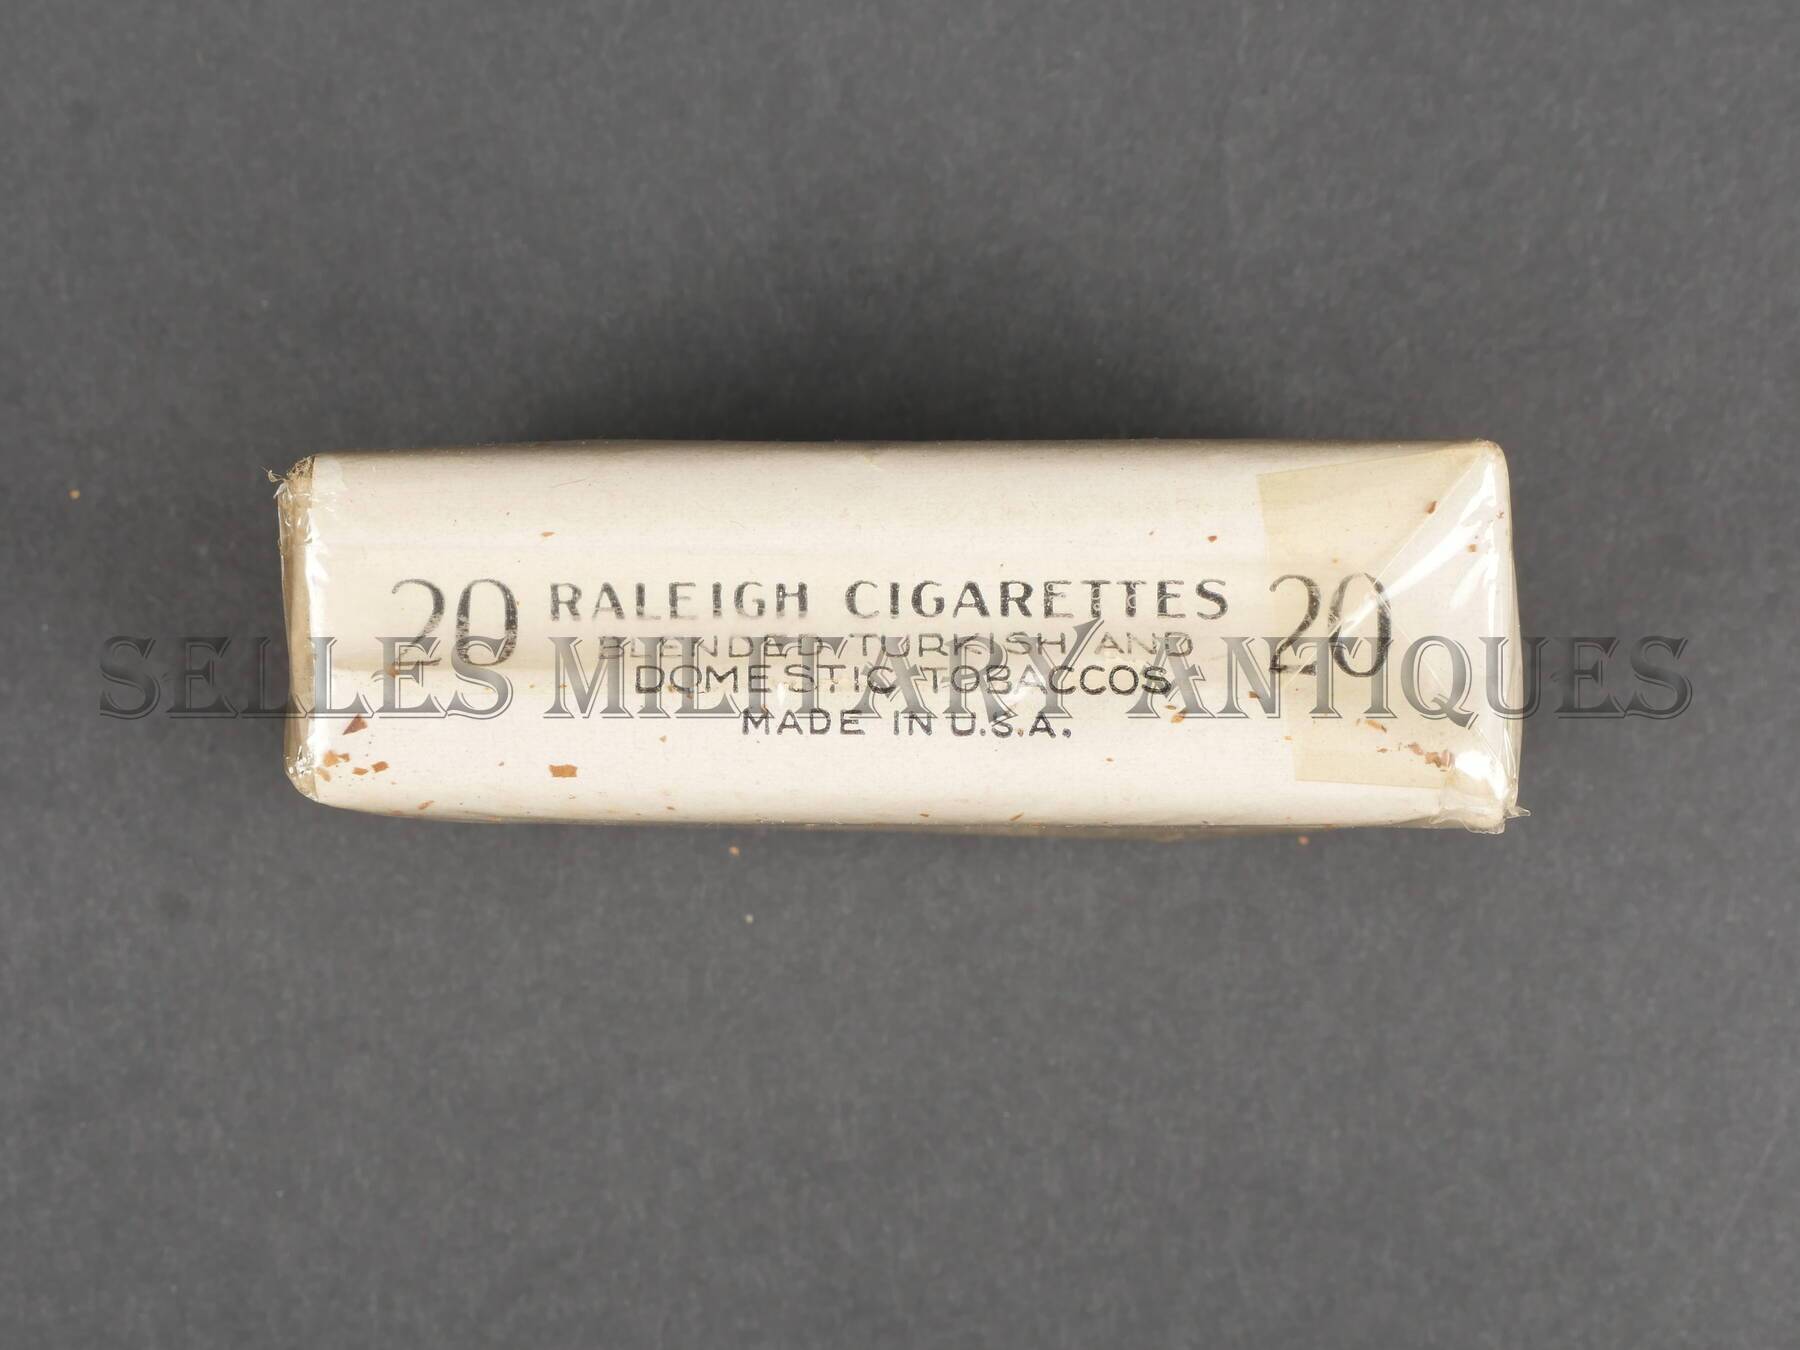 20 RALEIGH CIGARETTES 20
BLENDED TURKISH AND
DOMESTIC TOBACCOS
MADE IN U.S.A.
SELLES MILITARY ANTIQUES